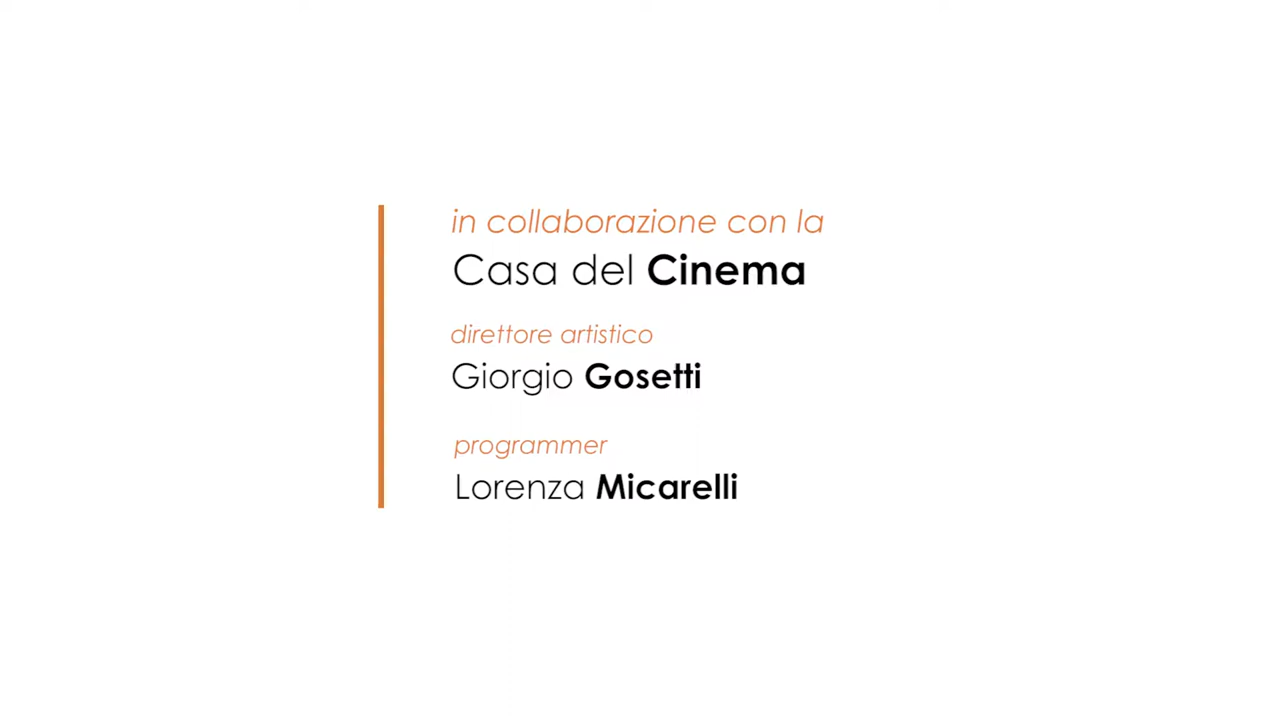 in collaborazione con la
Casa del Cinema
direttore artistico
Giorgio Gosetti
programmer
Lorenza Micarelli